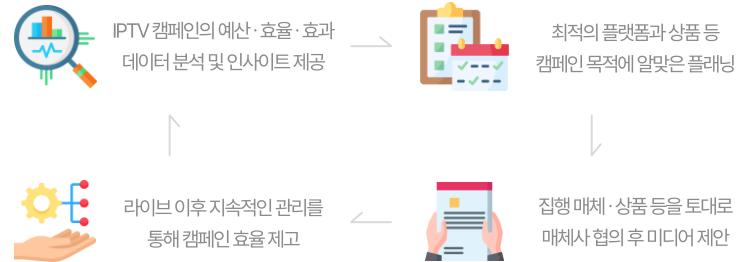 IPTV 캠페인의 예산 · 효율 · 효과
데이터 분석 및 인사이트 제공
최적의 플랫폼과 상품 등
캠페인 목적에 알맞은 플래닝
집행 매체 · 상품 등을 토대로
매체사 협의 후 미디어 제안
라이브 이후 지속적인 관리를
통해 캠페인 효율 제고